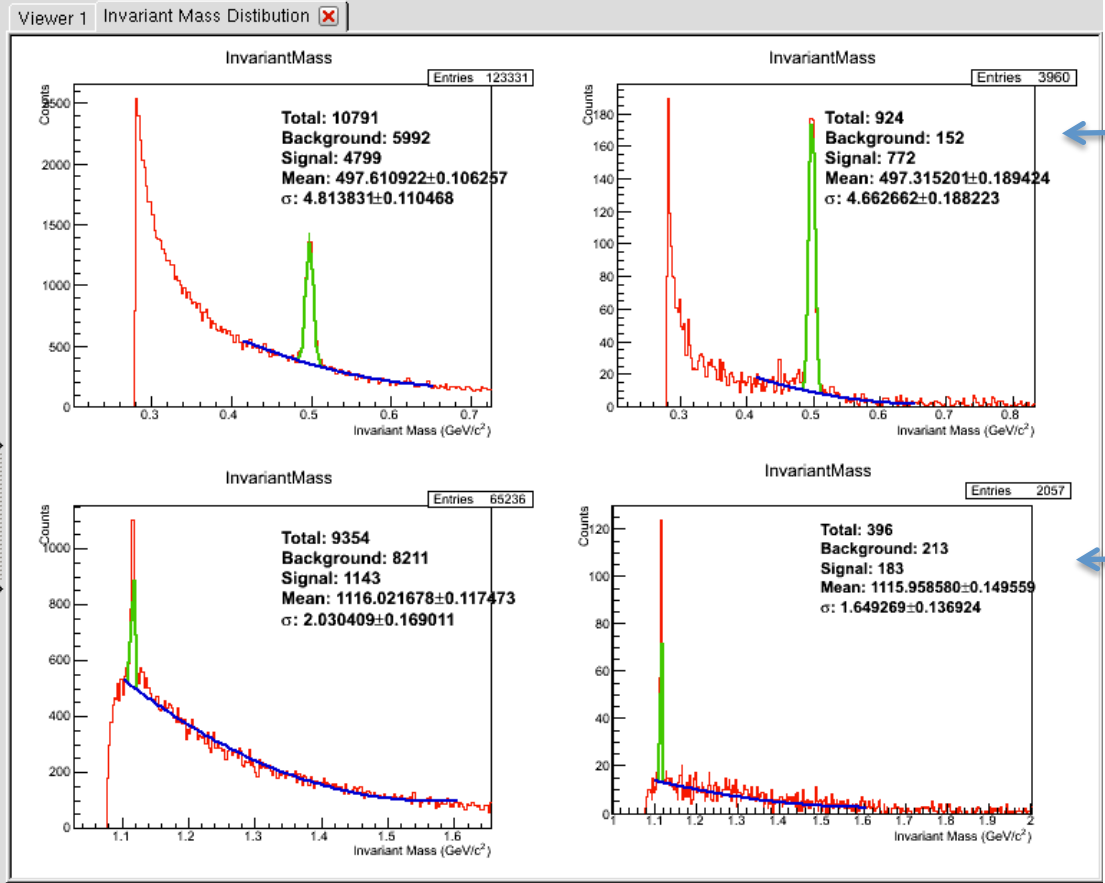 Viewer 1
Invariant Mass Distibution
InvariantMass
Entries 123331
Counts
Total: 10791
Background: 5992
Signal: 4799
Mean: 497.610922±0.106257
σ: 4.813831±0.110468
2500
2000
1500
1000
500
0
0.3 0.4 0.5 0.6 0.7
Invariant Mass (GeV/c²)
InvariantMass
Entries 3960
Counts
Total: 924
Background: 152
Signal: 772
Mean: 497.315201±0.189424
σ: 4.662662±0.188223
180
160
140
120
100
80
60
40
20
0
0 0.3 0.4 0.5 0.6 0.7 0.8
Invariant Mass (GeV/c²)
InvariantMass
Entries 65236
Counts
Total: 9354
Background: 8211
Signal: 1143
Mean: 1116.021678±0.117473
σ: 2.030409±0.169011
1000
800
600
400
200
0
1.1 1.2 1.3 1.4 1.5 1.6
Invariant Mass (GeV/c²)
InvariantMass
Entries 2057
Counts
Total: 396
Background: 213
Signal: 183
Mean: 1115.958580±0.149559
σ: 1.649269±0.136924
120
100
80
60
40
20
0
1 1.1 1.2 1.3 1.4 1.5 1.6 1.7 1.8 1.9 2
Invariant Mass (GeV/c²)